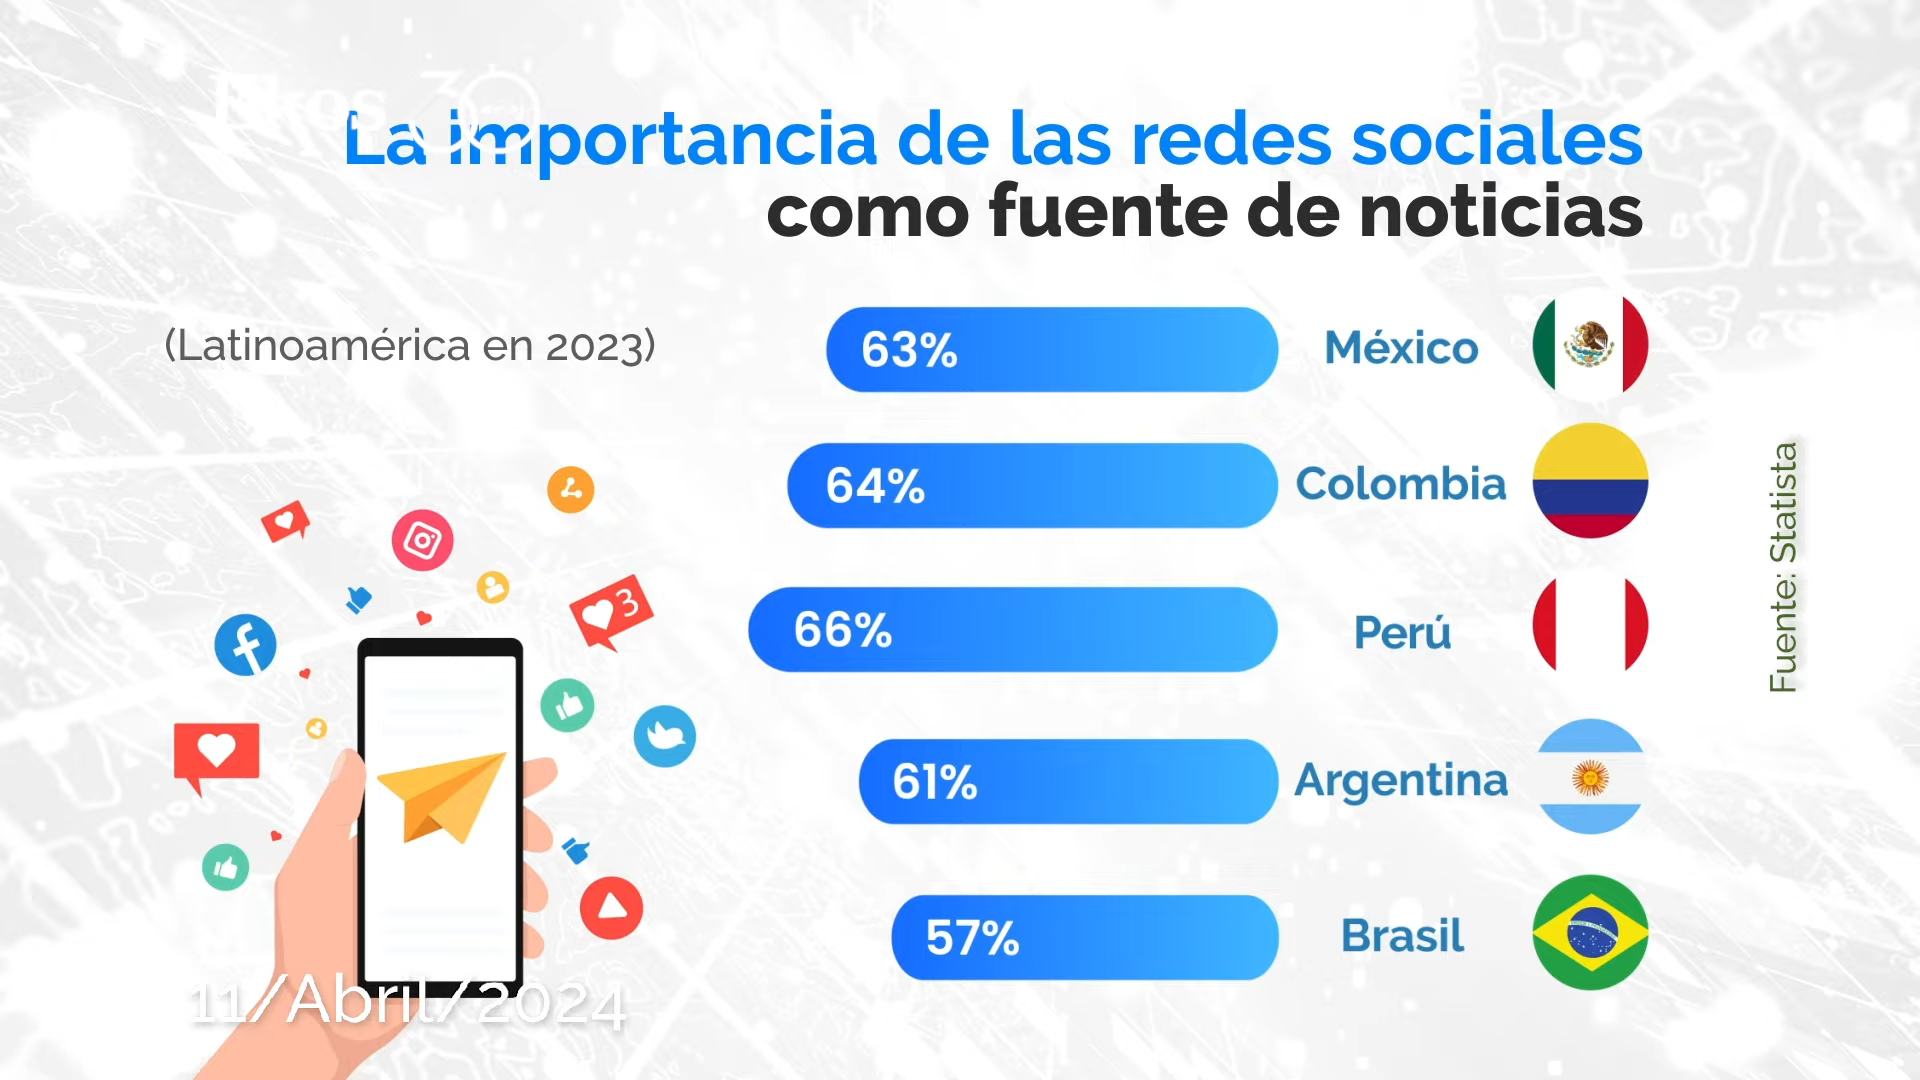 La importancia de las redes sociales
como fuente de noticias
(Latinoamérica en 2023)
63% México
64% Colombia
66% Perú
61% Argentina
57% Brasil
Fuente: Statista
3
11/Abril/2024